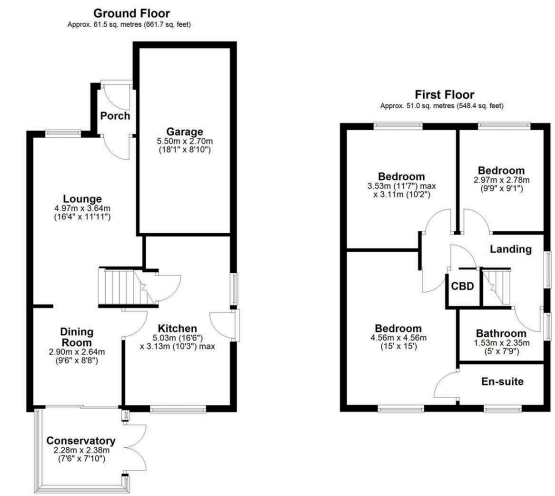 Ground Floor
Approx. 61.5 sq. metres (661.7 sq. feet)
Porch
Garage
5.50m x 2.70m
(18'1" x 8'10")
Lounge
4.97m x 3.64m
(16'4" x 11'11")
Dining
Room
2.90m x 2.64m
(9'6" x 8'8")
Kitchen
5.03m (16'6")
x 3.13m (10'3") max
Conservatory
2.28m x 2.38m
(7'6" x 7'10")
First Floor
Approx. 51.0 sq. metres (548.4 sq. feet)
Bedroom
3.53m (11'7") max
x 3.11m (10'2")
Bedroom
2.97m x 2.78m
(9'9" x 9'1")
Landing
CBD
Bedroom
4.56m x 4.56m
(15' x 15')
Bathroom
1.53m x 2.35m
(5' x 7'9")
En-suite